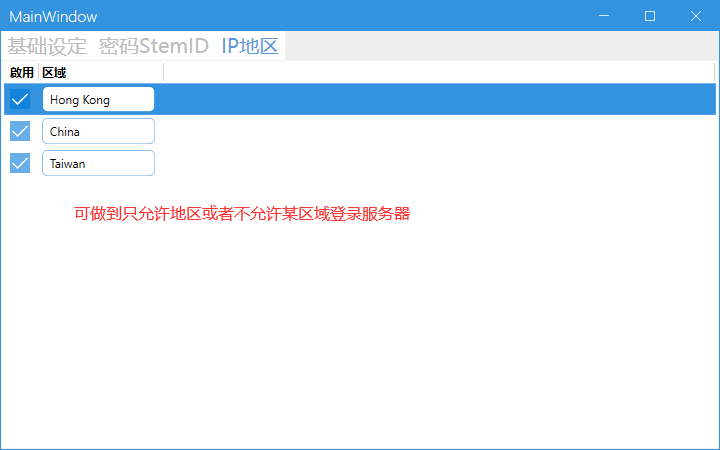 MainWindow
基础设定 密码StemID IP地区
啟用 区域
Hong Kong
China
Taiwan
可做到只允许地区或者不允许某区域登录服务器